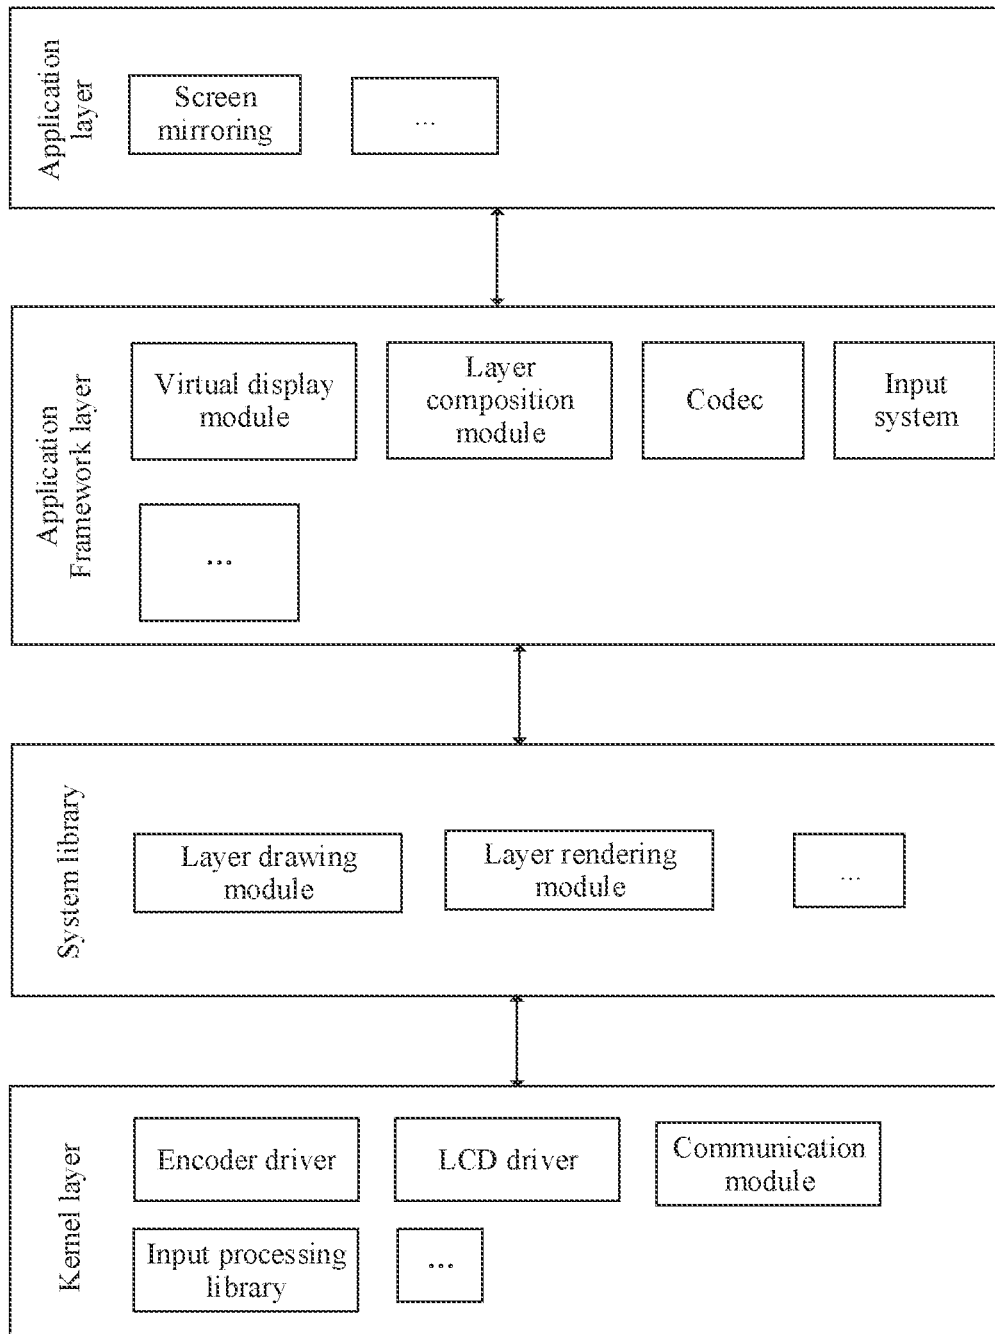 Application
layer
Screen
mirroring
...
Application
Framework layer
Virtual display
module
Layer
composition
module
Codec
Input
system
...
System library
Layer drawing
module
Layer rendering
module
...
Kernel layer
Encoder driver
LCD driver
Communication
module
Input processing
library
...